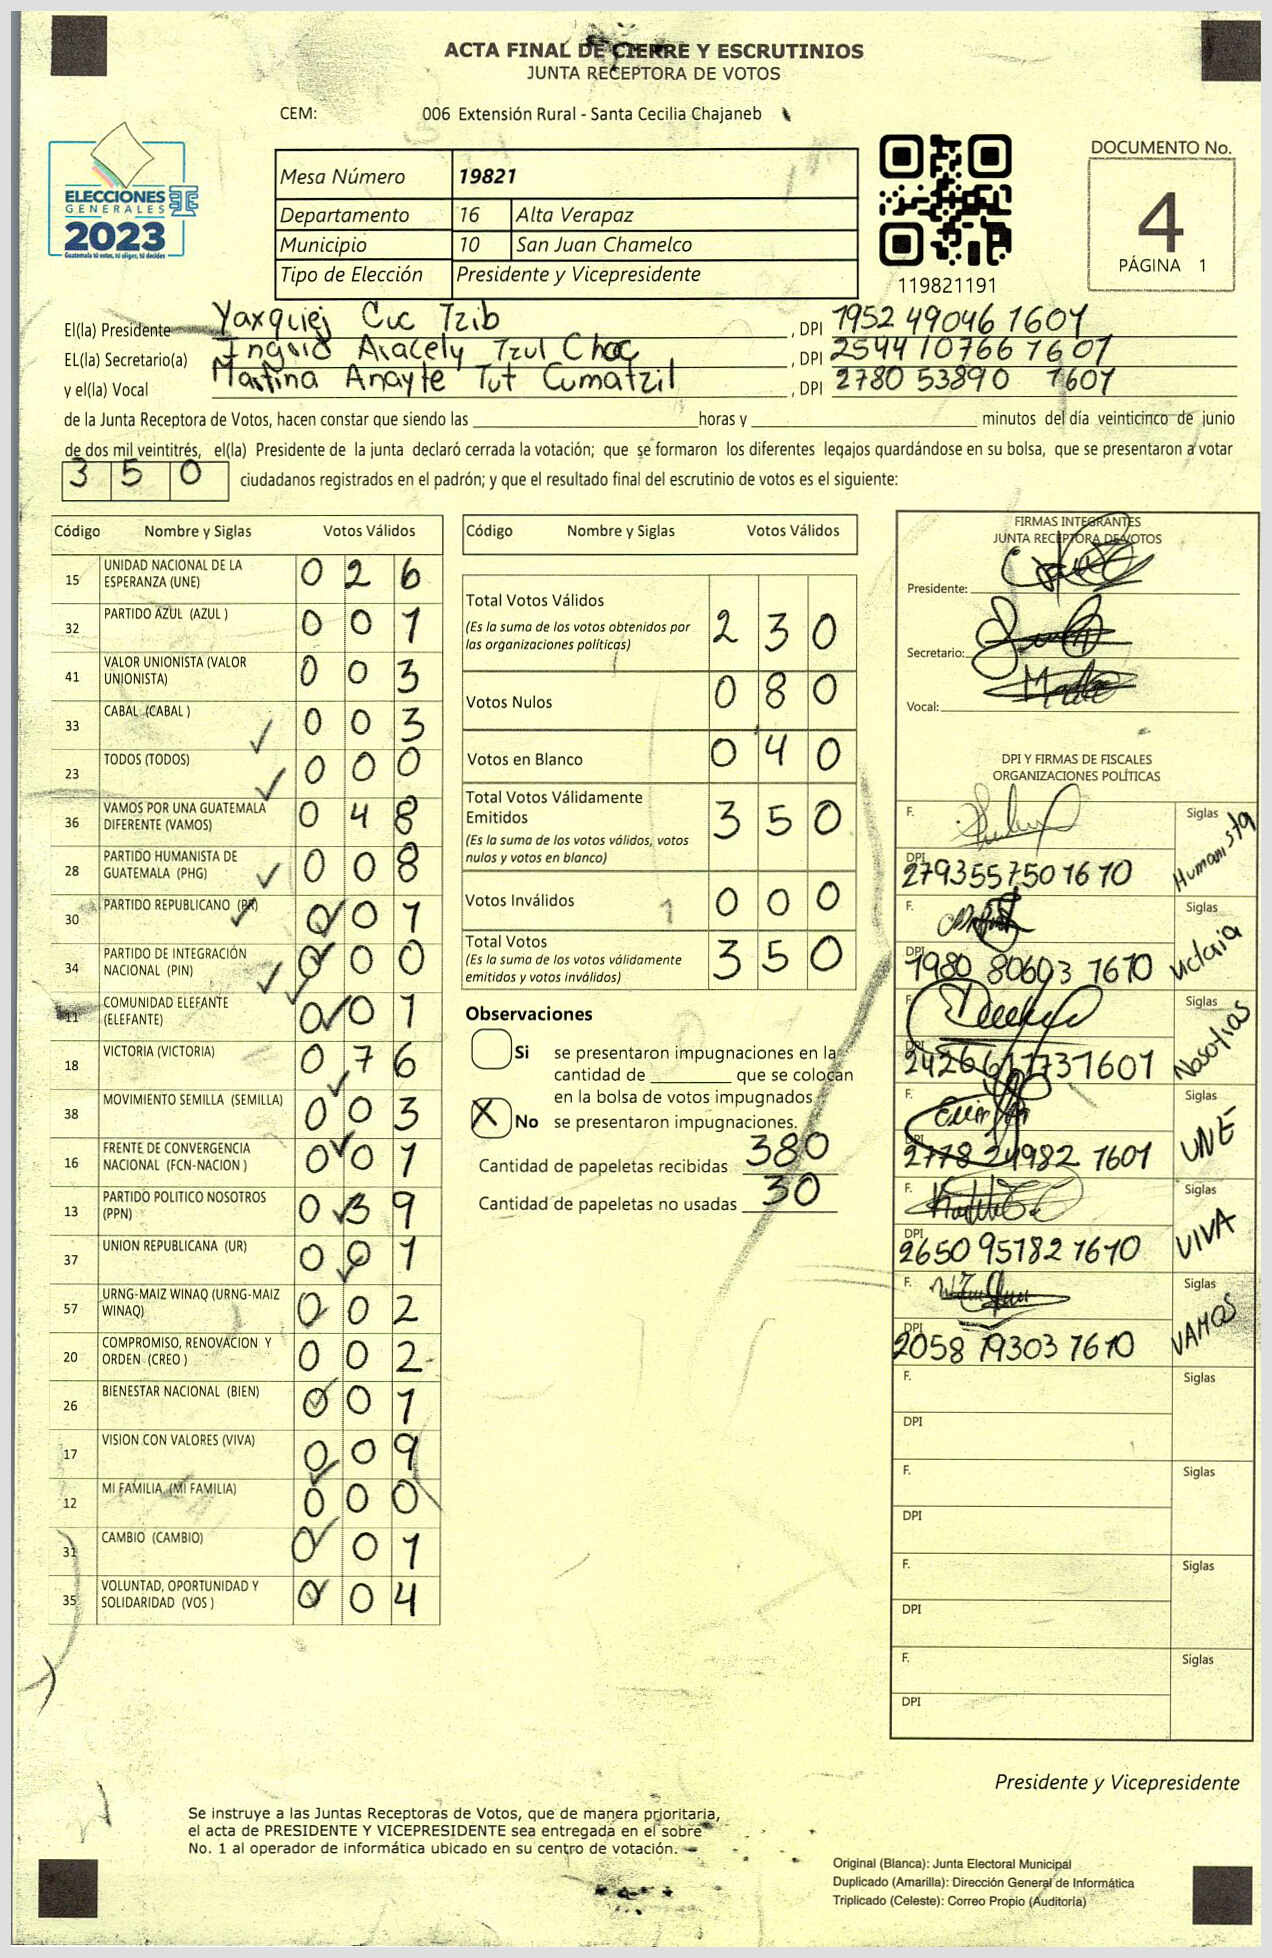 ACTA FINAL DE CIERRE Y ESCRUTINIOS
JUNTA RECEPTORA DE VOTOS
CEM: 006 Extensión Rural - Santa Cecilia Chajaneb
ELECCIONES
GENERALES
2023
Guatemala tú votas, tú eliges, tú decides
Mesa Número 19821
Departamento 16 Alta Verapaz
Municipio 10 San Juan Chamelco
Tipo de Elección Presidente y Vicepresidente
119821191
DOCUMENTO No.
4
PÁGINA 1
El(la) Presidente Yaxquiej Cuc Tzib, DPI 1952 49046 1601
EL(la) Secretario(a) Ingrid Aracely Tzul Choc, DPI 2544 10766 1601
y el(la) Vocal Martina Anayte Tut Cumatzil, DPI 2780 53890 1601
de la Junta Receptora de Votos, hacen constar que siendo las ____ horas y ____ minutos del día veinticinco de junio
de dos mil veintitrés, el(la) Presidente de la junta declaró cerrada la votación; que se formaron los diferentes legajos guardándose en su bolsa, que se presentaron a votar
3 5 0 ciudadanos registrados en el padrón; y que el resultado final del escrutinio de votos es el siguiente:
Código Nombre y Siglas Votos Válidos
15 UNIDAD NACIONAL DE LA ESPERANZA (UNE) 0 2 6
32 PARTIDO AZUL (AZUL ) 0 0 1
41 VALOR UNIONISTA (VALOR UNIONISTA) 0 0 3
33 CABAL (CABAL ) 0 0 3
23 TODOS (TODOS) 0 0 0
36 VAMOS POR UNA GUATEMALA DIFERENTE (VAMOS) 0 4 8
28 PARTIDO HUMANISTA DE GUATEMALA (PHG) 0 0 8
30 PARTIDO REPUBLICANO (PR) 0 0 1
34 PARTIDO DE INTEGRACIÓN NACIONAL (PIN) 0 0 0
11 COMUNIDAD ELEFANTE (ELEFANTE) 0 0 1
18 VICTORIA (VICTORIA) 0 7 6
38 MOVIMIENTO SEMILLA (SEMILLA) 0 0 3
16 FRENTE DE CONVERGENCIA NACIONAL (FCN-NACION ) 0 0 1
13 PARTIDO POLITICO NOSOTROS (PPN) 0 3 9
37 UNION REPUBLICANA (UR) 0 0 1
57 URNG-MAIZ WINAQ (URNG-MAIZ WINAQ) 0 0 2
20 COMPROMISO, RENOVACION Y ORDEN (CREO ) 0 0 2
26 BIENESTAR NACIONAL (BIEN) 0 0 1
17 VISION CON VALORES (VIVA) 0 0 9
12 MI FAMILIA (MI FAMILIA) 0 0 0
31 CAMBIO (CAMBIO) 0 0 1
35 VOLUNTAD, OPORTUNIDAD Y SOLIDARIDAD (VOS ) 0 0 4
Código Nombre y Siglas Votos Válidos
Total Votos Válidos 2 3 0
(Es la suma de los votos obtenidos por
las organizaciones políticas)
Votos Nulos 0 8 0
Votos en Blanco 0 4 0
Total Votos Válidamente
Emitidos 3 5 0
(Es la suma de los votos válidos, votos
nulos y votos en blanco)
Votos Inválidos 0 0 0
Total Votos 3 5 0
(Es la suma de los votos válidamente
emitidos y votos inválidos)
Observaciones
Si se presentaron impugnaciones en la
cantidad de ____ que se colocan
en la bolsa de votos impugnados
X No se presentaron impugnaciones.
Cantidad de papeletas recibidas 380
Cantidad de papeletas no usadas 30
FIRMAS INTEGRANTES
JUNTA RECEPTORA DE VOTOS
Presidente:
Secretario:
Vocal:
DPI Y FIRMAS DE FISCALES
ORGANIZACIONES POLÍTICAS
F. Siglas Humanista
DPI 2793557501610
F. Siglas Victoria
DPI 1980 80603 1610
F. Siglas Nosotros
DPI
F. Siglas UNE
DPI 2778 24982 1601
F. Siglas VIVA
DPI 2650 95782 1610
F. Siglas VAMOS
DPI 2058 19303 1610
F. Siglas
DPI
F. Siglas
DPI
F. Siglas
DPI
F. Siglas
DPI
Presidente y Vicepresidente
Se instruye a las Juntas Receptoras de Votos, que de manera prioritaria,
el acta de PRESIDENTE Y VICEPRESIDENTE sea entregada en el sobre
No. 1 al operador de informática ubicado en su centro de votación.
Original (Blanca): Junta Electoral Municipal
Duplicado (Amarilla): Dirección General de Informática
Triplicado (Celeste): Correo Propio (Auditoría)